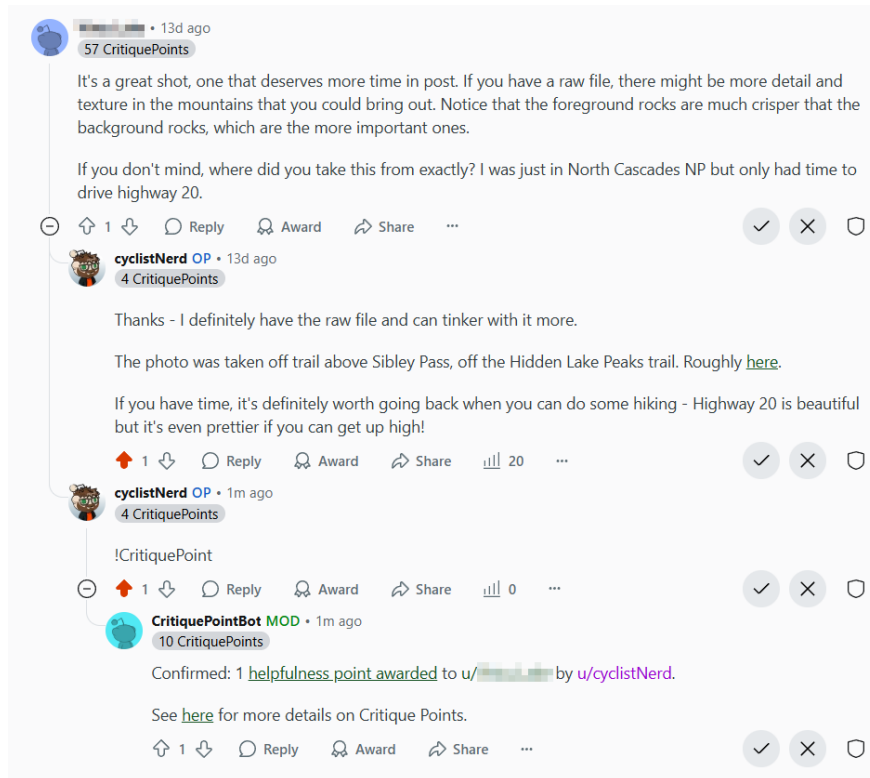 • 13d ago
57 CritiquePoints
It's a great shot, one that deserves more time in post. If you have a raw file, there might be more detail and
texture in the mountains that you could bring out. Notice that the foreground rocks are much crisper that the
background rocks, which are the more important ones.
If you don't mind, where did you take this from exactly? I was just in North Cascades NP but only had time to
drive highway 20.
1 Reply Award Share ...
cyclistNerd OP • 13d ago
4 CritiquePoints
Thanks - I definitely have the raw file and can tinker with it more.
The photo was taken off trail above Sibley Pass, off the Hidden Lake Peaks trail. Roughly here.
If you have time, it's definitely worth going back when you can do some hiking - Highway 20 is beautiful
but it's even prettier if you can get up high!
1 Reply Award Share 20 ...
cyclistNerd OP • 1m ago
4 CritiquePoints
!CritiquePoint
1 Reply Award Share 0 ...
CritiquePointBot MOD • 1m ago
10 CritiquePoints
Confirmed: 1 helpfulness point awarded to u/ by u/cyclistNerd.
See here for more details on Critique Points.
1 Reply Award Share ...